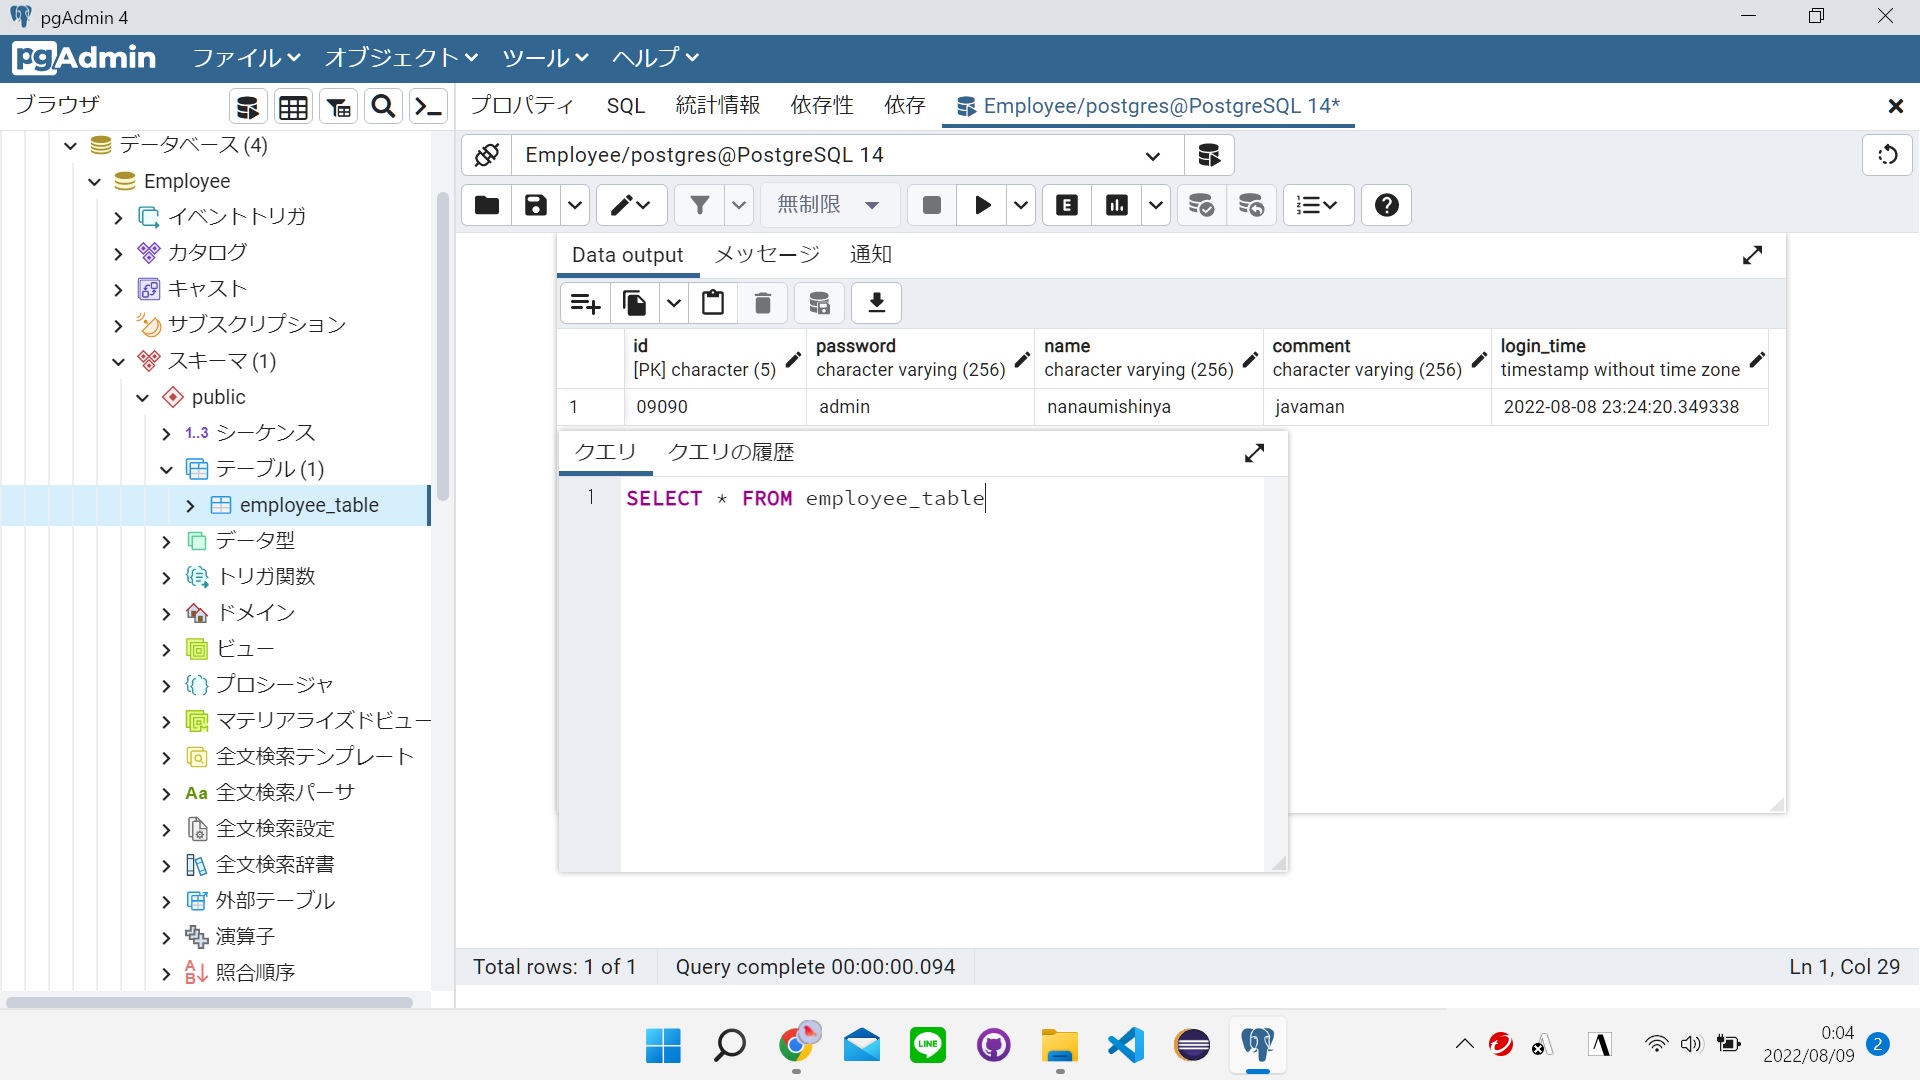 pgAdmin 4
pgAdmin ファイル オブジェクト ツール ヘルプ
ブラウザ
プロパティ SQL 統計情報 依存性 依存 Employee/postgres@PostgreSQL 14*
データベース (4)
Employee
イベントトリガ
カタログ
キャスト
サブスクリプション
スキーマ (1)
public
1..3 シーケンス
テーブル (1)
employee_table
データ型
トリガ関数
ドメイン
ビュー
プロシージャ
マテリアライズドビュー
全文検索テンプレート
Aa 全文検索パーサ
全文検索設定
全文検索辞書
外部テーブル
演算子
照合順序
Employee/postgres@PostgreSQL 14
無制限
E
Data output メッセージ 通知
id password name comment login_time
[PK] character (5) character varying (256) character varying (256) character varying (256) timestamp without time zone
1 09090 admin nanaumishinya javaman 2022-08-08 23:24:20.349338
クエリ クエリの履歴
1 SELECT * FROM employee_table
Total rows: 1 of 1 Query complete 00:00:00.094 Ln 1, Col 29
LINE
0:04
2022/08/09
2